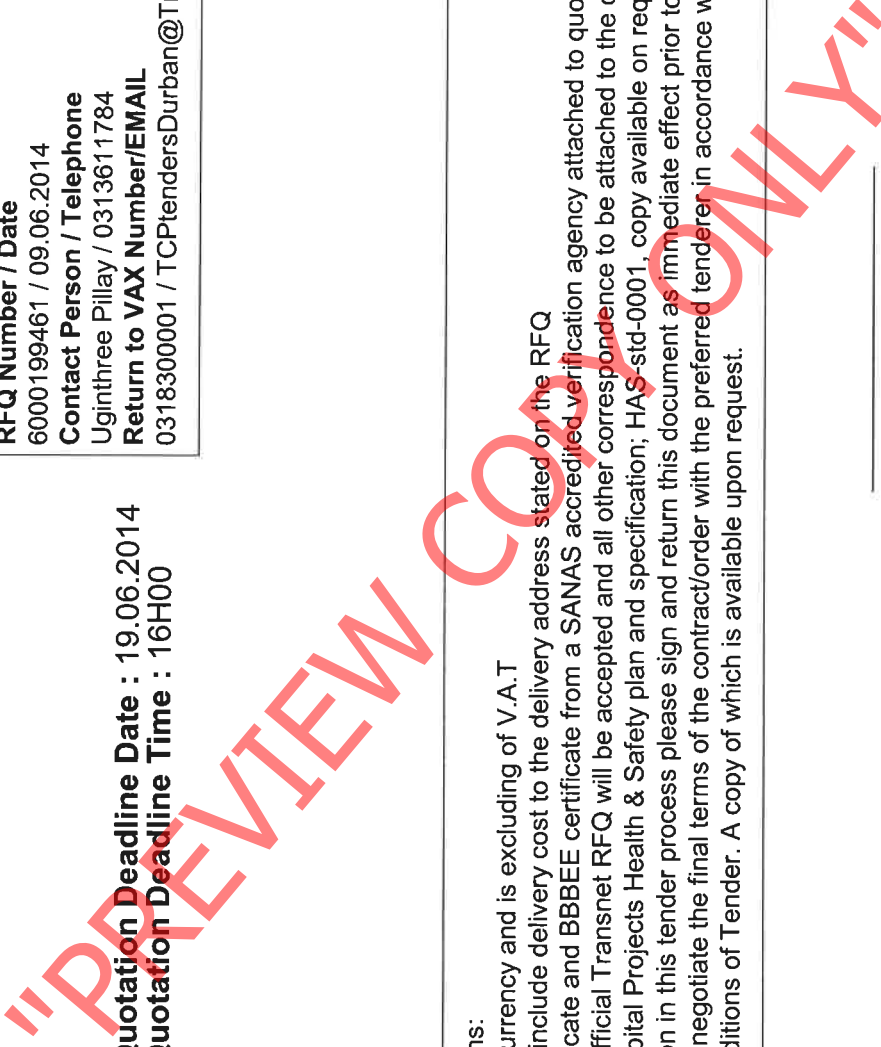 RFQ Number / Date
6000199461 / 09.06.2014
Contact Person / Telephone
Uginthree Pillay / 0313611784
Return to VAX Number/EMAIL
0318300001 / TCPtendersDurban@Tr
uotation Deadline Date : 19.06.2014
uotation Deadline Time : 16H00
ns:
urrency and is excluding of V.A.T
include delivery cost to the delivery address stated on the RFQ
cate and BBBEE certificate from a SANAS accredited verification agency attached to quo
fficial Transnet RFQ will be accepted and all other correspondence to be attached to the
pital Projects Health & Safety plan and specification; HAS-std-0001, copy available on req
on in this tender process please sign and return this document as immediate effect prior to
negotiate the final terms of the contract/order with the preferred tenderer in accordance w
ditions of Tender. A copy of which is available upon request.
"PREVIEW COPY ONLY"